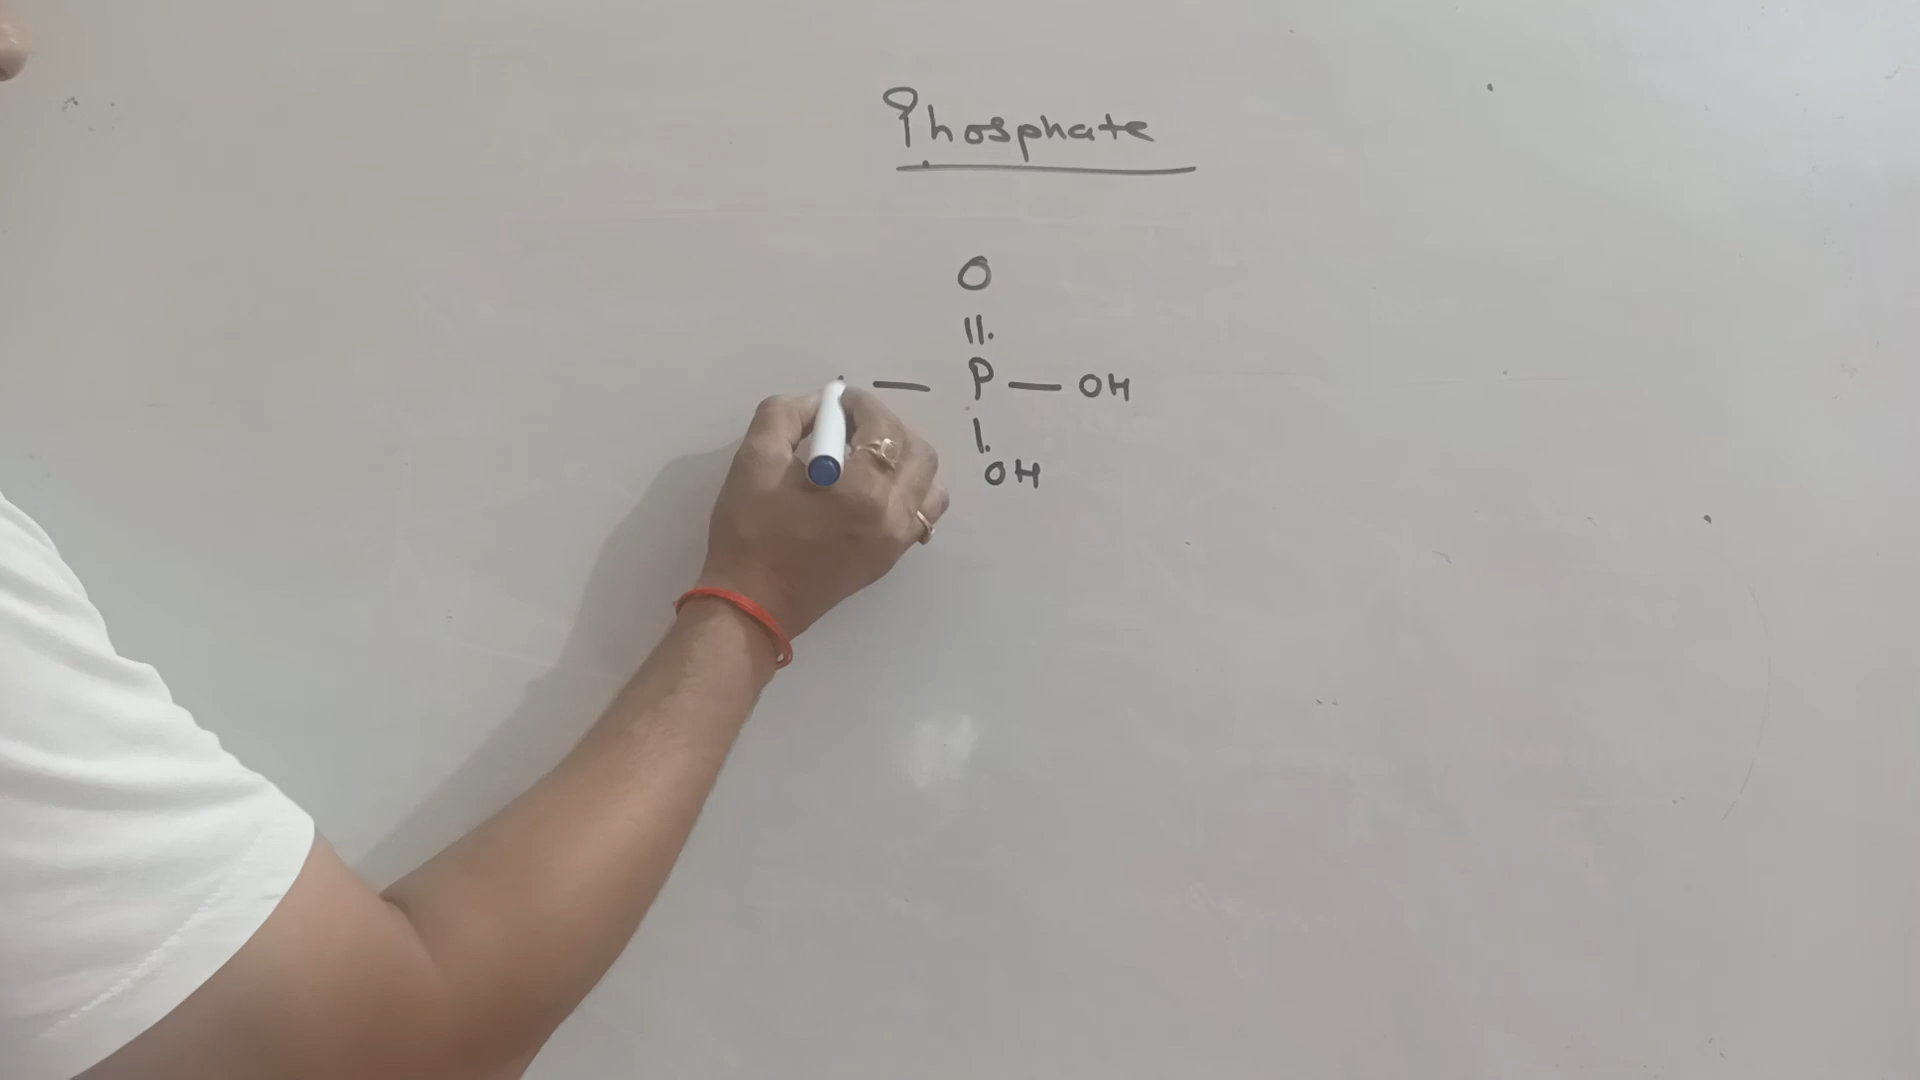 Phosphate
O
||
— P — OH
|
OH